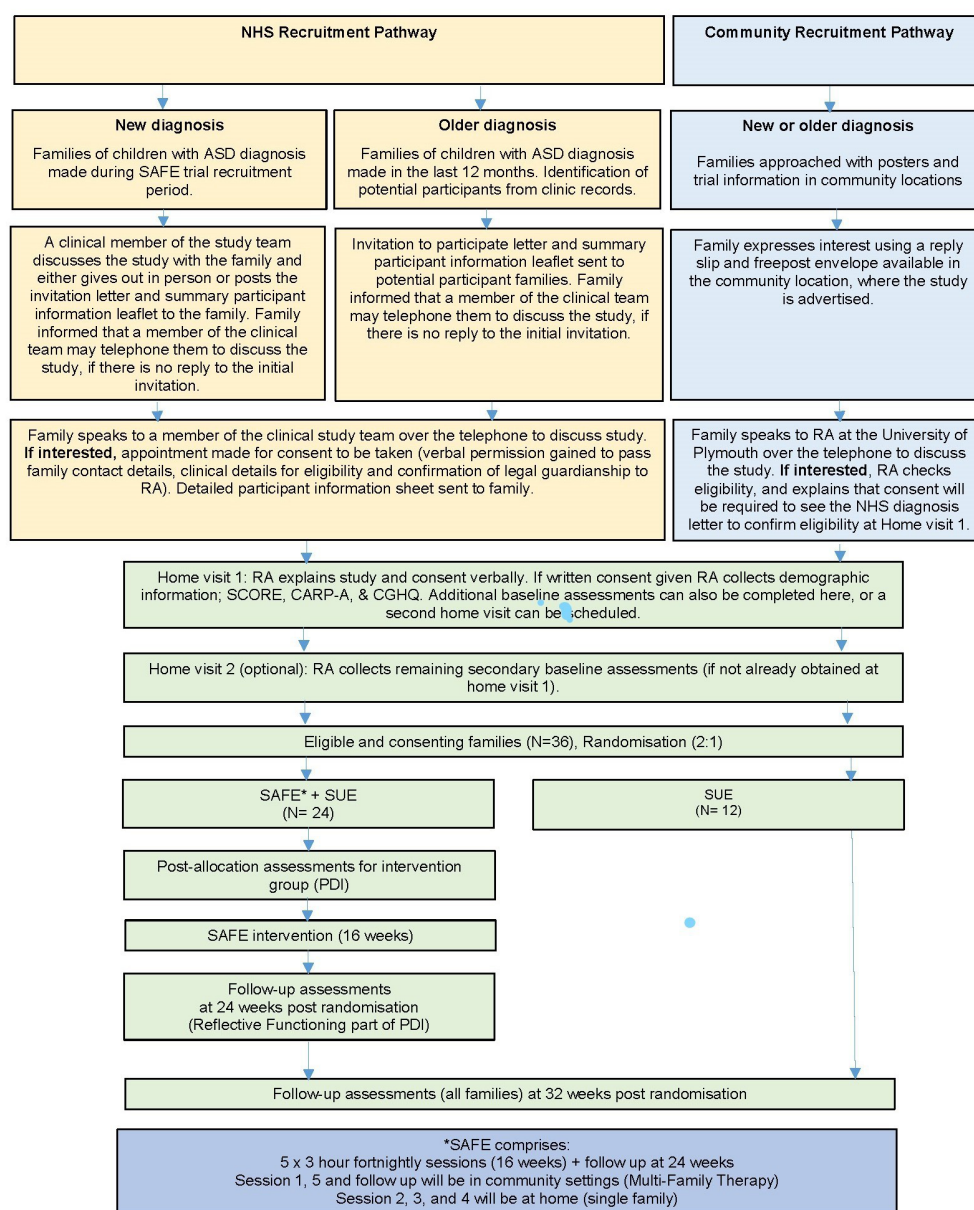 NHS Recruitment Pathway
Community Recruitment Pathway
New diagnosis
Families of children with ASD diagnosis
made during SAFE trial recruitment
period.
Older diagnosis
Families of children with ASD diagnosis
made in the last 12 months. Identification
of potential participants from clinic records.
New or older diagnosis
Families approached with posters and
trial information in community locations
A clinical member of the study team
discusses the study with the family and
either gives out in person or posts the
invitation letter and summary participant
information leaflet to the family. Family
informed that a member of the clinical
team may telephone them to discuss the
study, if there is no reply to the initial
invitation.
Invitation to participate letter and summary
participant information leaflet sent to
potential participant families. Family
informed that a member of the clinical team
may telephone them to discuss the study, if
there is no reply to the initial invitation.
Family expresses interest using a reply
slip and freepost envelope available in
the community location, where the study
is advertised.
Family speaks to a member of the clinical study team over the telephone to discuss study.
If interested, appointment made for consent to be taken (verbal permission gained to pass
family contact details, clinical details for eligibility and confirmation of legal guardianship to
RA). Detailed participant information sheet sent to family.
Family speaks to RA at the University of
Plymouth over the telephone to discuss
the study. If interested, RA checks
eligibility, and explains that consent will
be required to see the NHS diagnosis
letter to confirm eligibility at Home visit 1.
Home visit 1: RA explains study and consent verbally. If written consent given RA collects demographic
information; SCORE, CARP-A, & CGHQ. Additional baseline assessments can also be completed here, or a
second home visit can be scheduled.
Home visit 2 (optional): RA collects remaining secondary baseline assessments (if not already obtained at
home visit 1).
Eligible and consenting families (N=36), Randomisation (2:1)
SAFE* + SUE
(N= 24)
SUE
(N= 12)
Post-allocation assessments for intervention
group (PDI)
SAFE intervention (16 weeks)
Follow-up assessments
at 24 weeks post randomisation
(Reflective Functioning part of PDI)
Follow-up assessments (all families) at 32 weeks post randomisation
*SAFE comprises:
5 x 3 hour fortnightly sessions (16 weeks) + follow up at 24 weeks
Session 1, 5 and follow up will be in community settings (Multi-Family Therapy)
Session 2, 3, and 4 will be at home (single family)